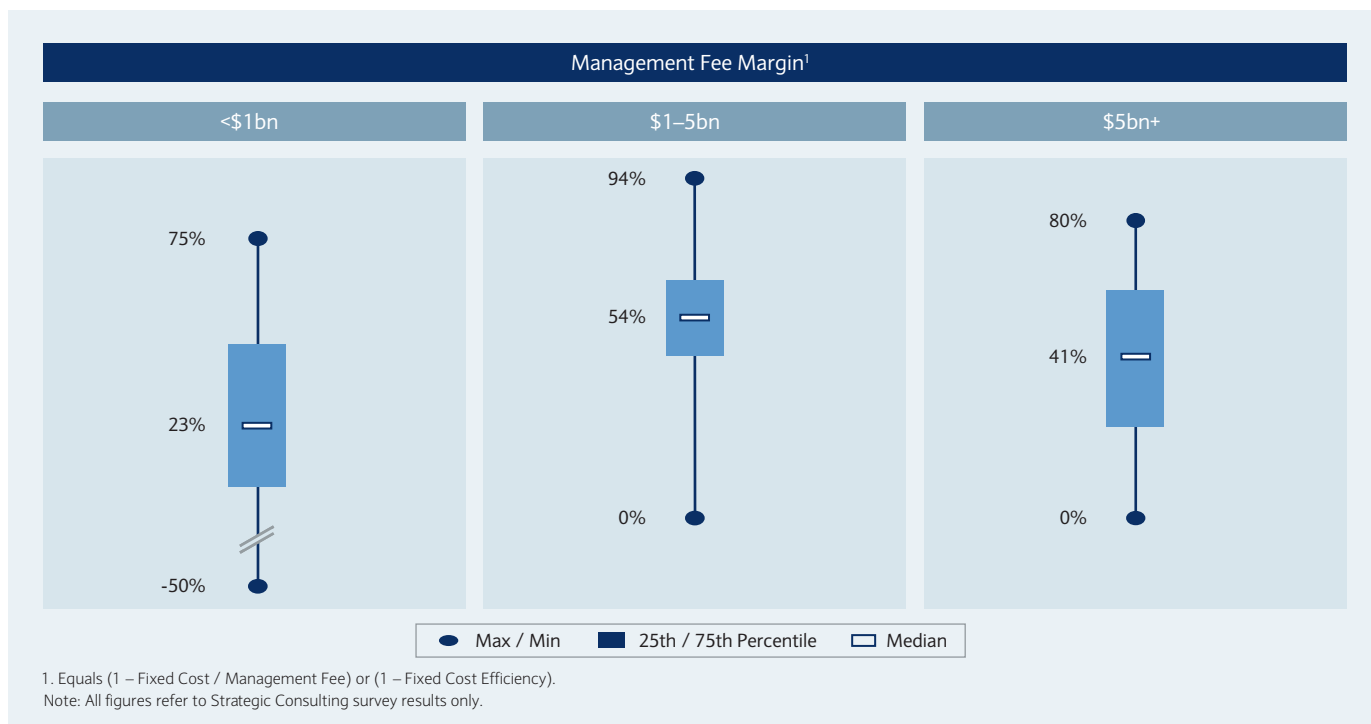 Management Fee Margin¹
<$1bn
$1–5bn
$5bn+
75%
23%
-50%
94%
54%
0%
80%
41%
0%
Max / Min
25th / 75th Percentile
Median
1. Equals (1 – Fixed Cost / Management Fee) or (1 – Fixed Cost Efficiency).
Note: All figures refer to Strategic Consulting survey results only.